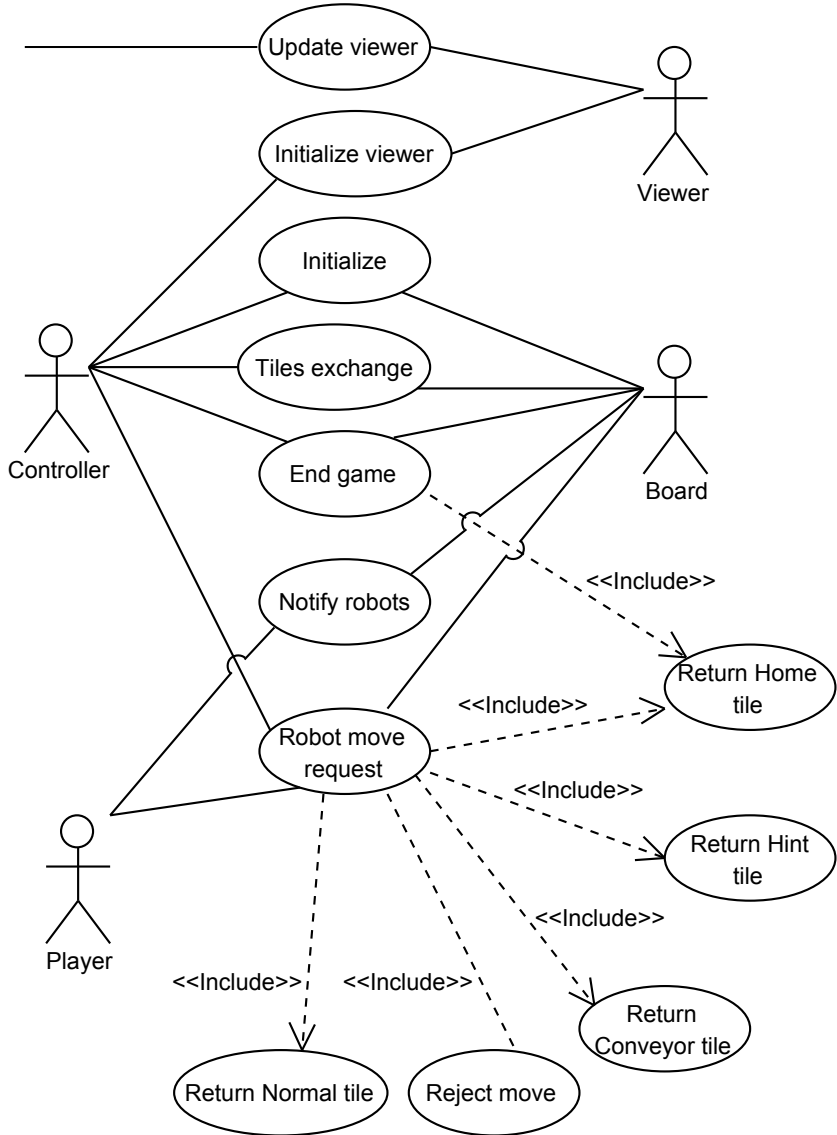 Update viewer
Initialize viewer
Viewer
Initialize
Tiles exchange
Controller
End game
Board
<<Include>>
Notify robots
Return Home
tile
<<Include>>
Robot move
request
<<Include>>
Return Hint
tile
<<Include>>
Player
<<Include>>
<<Include>>
Return
Conveyor tile
Return Normal tile
Reject move